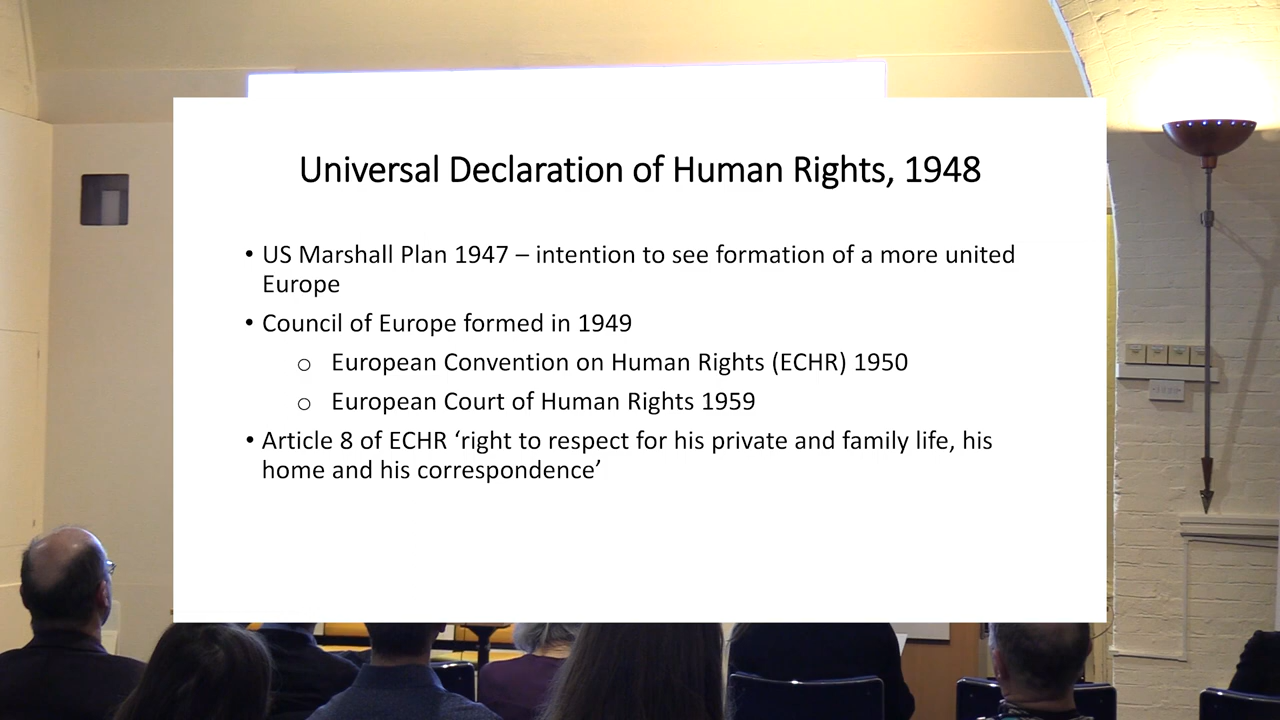 Universal Declaration of Human Rights, 1948
• US Marshall Plan 1947 – intention to see formation of a more united
Europe
• Council of Europe formed in 1949
o European Convention on Human Rights (ECHR) 1950
o European Court of Human Rights 1959
• Article 8 of ECHR ‘right to respect for his private and family life, his
home and his correspondence’